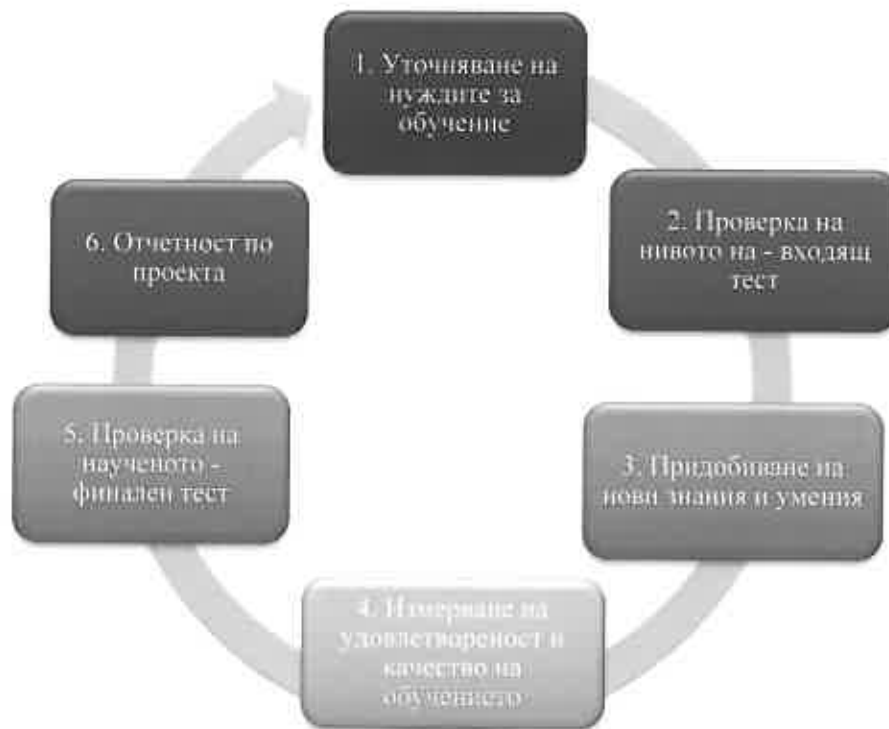 1. Уточняване на
нуждите за
обучение
2. Проверка на
нивото на - входящ
тест
3. Придобиване на
нови знания и умения
4. Измерване на
удовлетвореност и
качество на
обучението
5. Проверка на
наученото -
финален тест
6. Отчетност по
проекта